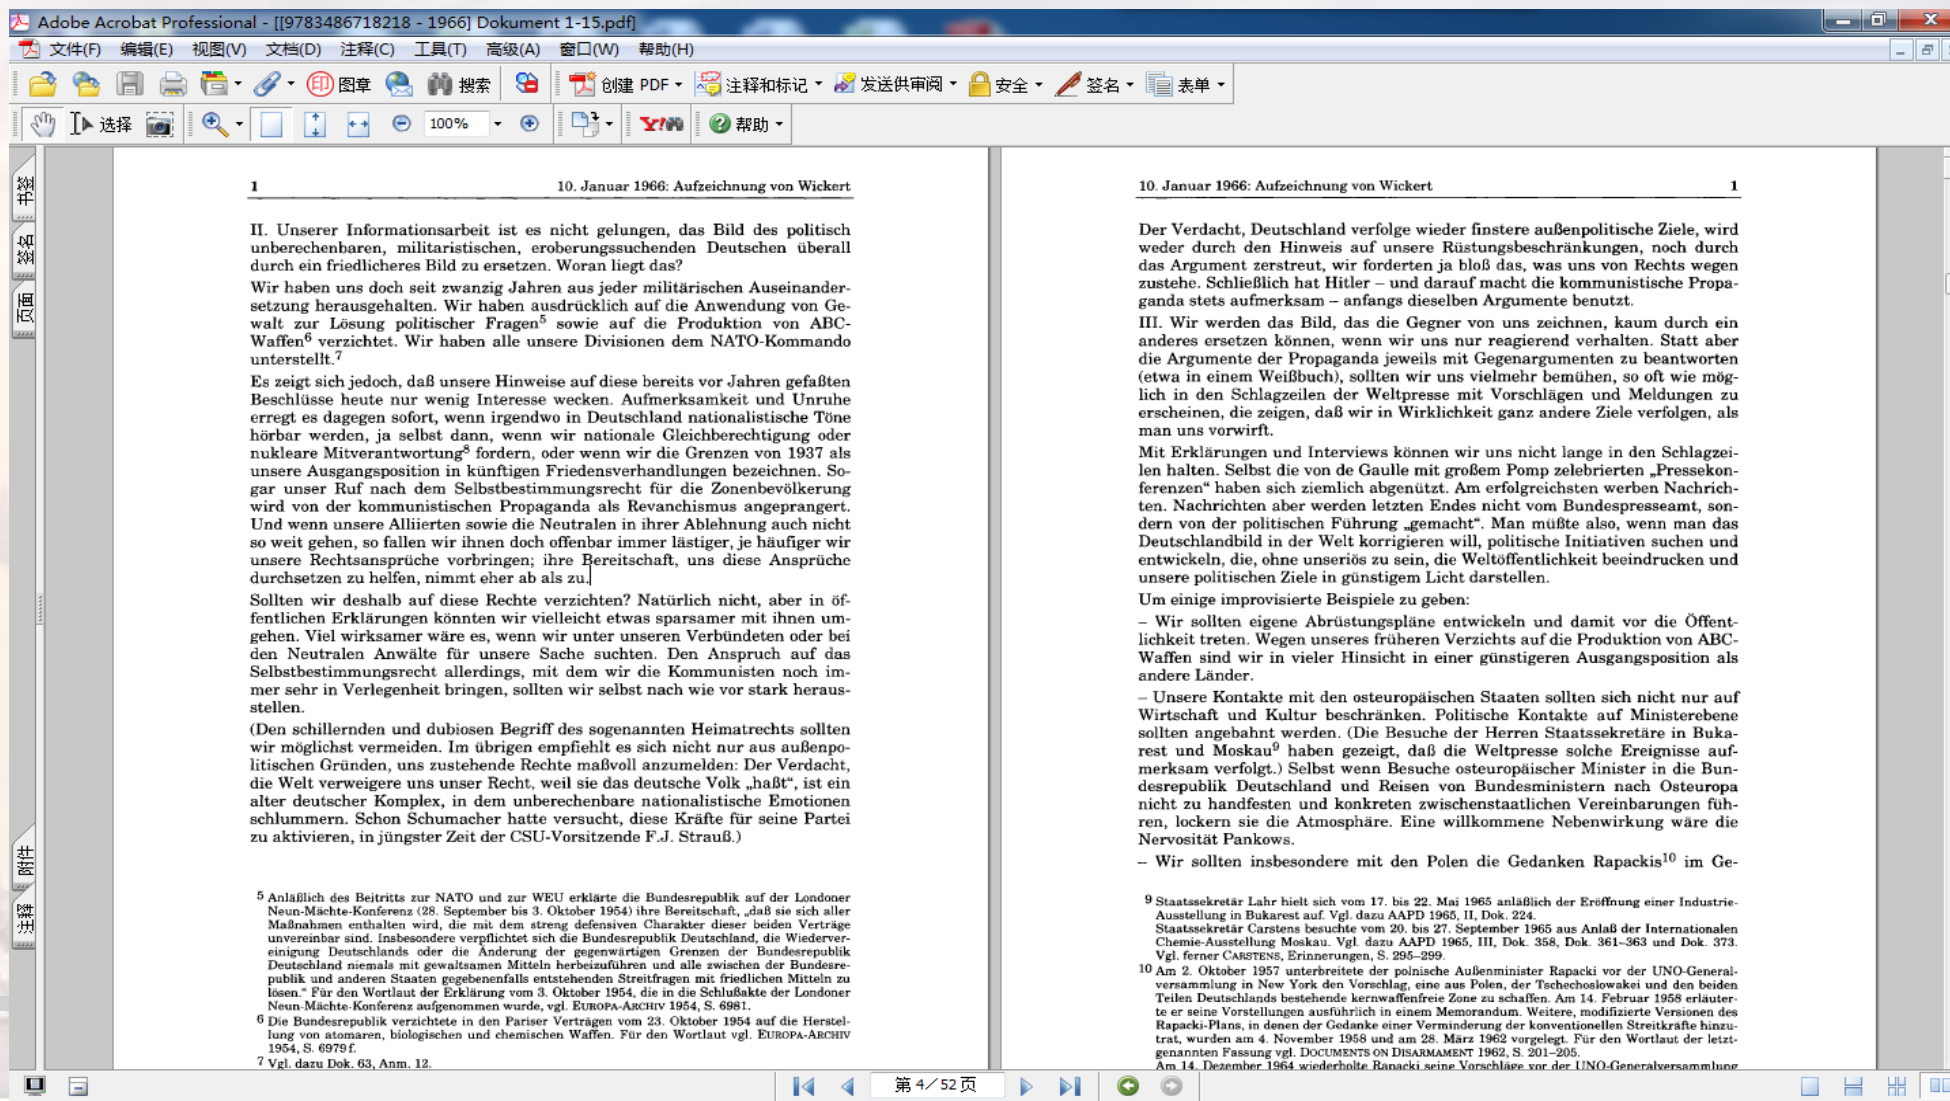 Adobe Acrobat Professional - [[9783486718218 - 1966] Dokument 1-15.pdf]
文件(F) 编辑(E) 视图(V) 文档(D) 注释(C) 工具(T) 高级(A) 窗口(W) 帮助(H)
印 图章 搜索 创建 PDF 注释和标记 发送供审阅 安全 签名 表单
选择 100% Y! 帮助
书签
签名
页面
附件
注释
1 10. Januar 1966: Aufzeichnung von Wickert
II. Unserer Informationsarbeit ist es nicht gelungen, das Bild des politisch
unberechenbaren, militaristischen, eroberungssuchenden Deutschen überall
durch ein friedlicheres Bild zu ersetzen. Woran liegt das?
Wir haben uns doch seit zwanzig Jahren aus jeder militärischen Auseinander-
setzung herausgehalten. Wir haben ausdrücklich auf die Anwendung von Ge-
walt zur Lösung politischer Fragen5 sowie auf die Produktion von ABC-
Waffen6 verzichtet. Wir haben alle unsere Divisionen dem NATO-Kommando
unterstellt.7
Es zeigt sich jedoch, daß unsere Hinweise auf diese bereits vor Jahren gefaßten
Beschlüsse heute nur wenig Interesse wecken. Aufmerksamkeit und Unruhe
erregt es dagegen sofort, wenn irgendwo in Deutschland nationalistische Töne
hörbar werden, ja selbst dann, wenn wir nationale Gleichberechtigung oder
nukleare Mitverantwortung8 fordern, oder wenn wir die Grenzen von 1937 als
unsere Ausgangsposition in künftigen Friedensverhandlungen bezeichnen. So-
gar unser Ruf nach dem Selbstbestimmungsrecht für die Zonenbevölkerung
wird von der kommunistischen Propaganda als Revanchismus angeprangert.
Und wenn unsere Alliierten sowie die Neutralen in ihrer Ablehnung auch nicht
so weit gehen, so fallen wir ihnen doch offenbar immer lästiger, je häufiger wir
unsere Rechtsansprüche vorbringen; ihre Bereitschaft, uns diese Ansprüche
durchsetzen zu helfen, nimmt eher ab als zu.
Sollten wir deshalb auf diese Rechte verzichten? Natürlich nicht, aber in öf-
fentlichen Erklärungen könnten wir vielleicht etwas sparsamer mit ihnen um-
gehen. Viel wirksamer wäre es, wenn wir unter unseren Verbündeten oder bei
den Neutralen Anwälte für unsere Sache suchten. Den Anspruch auf das
Selbstbestimmungsrecht allerdings, mit dem wir die Kommunisten noch im-
mer sehr in Verlegenheit bringen, sollten wir selbst nach wie vor stark heraus-
stellen.
(Den schillernden und dubiosen Begriff des sogenannten Heimatrechts sollten
wir möglichst vermeiden. Im übrigen empfiehlt es sich nicht nur aus außenpo-
litischen Gründen, uns zustehende Rechte maßvoll anzumelden: Der Verdacht,
die Welt verweigere uns unser Recht, weil sie das deutsche Volk „haßt“, ist ein
alter deutscher Komplex, in dem unberechenbare nationalistische Emotionen
schlummern. Schon Schumacher hatte versucht, diese Kräfte für seine Partei
zu aktivieren, in jüngster Zeit der CSU-Vorsitzende F.J. Strauß.)
5 Anläßlich des Beitritts zur NATO und zur WEU erklärte die Bundesrepublik auf der Londoner
Neun-Mächte-Konferenz (28. September bis 3. Oktober 1954) ihre Bereitschaft, „daß sie sich aller
Maßnahmen enthalten wird, die mit dem streng defensiven Charakter dieser beiden Verträge
unvereinbar sind. Insbesondere verpflichtet sich die Bundesrepublik Deutschland, die Wiederver-
einigung Deutschlands oder die Änderung der gegenwärtigen Grenzen der Bundesrepublik
Deutschland niemals mit gewaltsamen Mitteln herbeizuführen und alle zwischen der Bundesre-
publik und anderen Staaten gegebenenfalls entstehenden Streitfragen mit friedlichen Mitteln zu
lösen.“ Für den Wortlaut der Erklärung vom 3. Oktober 1954, die in die Schlußakte der Londoner
Neun-Mächte-Konferenz aufgenommen wurde, vgl. EUROPA-ARCHIV 1954, S. 6981.
6 Die Bundesrepublik verzichtete in den Pariser Verträgen vom 23. Oktober 1954 auf die Herstel-
lung von atomaren, biologischen und chemischen Waffen. Für den Wortlaut vgl. EUROPA-ARCHIV
1954, S. 6979 f.
7 Vgl. dazu Dok. 63, Anm. 12.
10. Januar 1966: Aufzeichnung von Wickert 1
Der Verdacht, Deutschland verfolge wieder finstere außenpolitische Ziele, wird
weder durch den Hinweis auf unsere Rüstungsbeschränkungen, noch durch
das Argument zerstreut, wir forderten ja bloß das, was uns von Rechts wegen
zustehe. Schließlich hat Hitler – und darauf macht die kommunistische Propa-
ganda stets aufmerksam – anfangs dieselben Argumente benutzt.
III. Wir werden das Bild, das die Gegner von uns zeichnen, kaum durch ein
anderes ersetzen können, wenn wir uns nur reagierend verhalten. Statt aber
die Argumente der Propaganda jeweils mit Gegenargumenten zu beantworten
(etwa in einem Weißbuch), sollten wir uns vielmehr bemühen, so oft wie mög-
lich in den Schlagzeilen der Weltpresse mit Vorschlägen und Meldungen zu
erscheinen, die zeigen, daß wir in Wirklichkeit ganz andere Ziele verfolgen, als
man uns vorwirft.
Mit Erklärungen und Interviews können wir uns nicht lange in den Schlagzei-
len halten. Selbst die von de Gaulle mit großem Pomp zelebrierten „Pressekon-
ferenzen“ haben sich ziemlich abgenützt. Am erfolgreichsten werben Nachrich-
ten. Nachrichten aber werden letzten Endes nicht vom Bundespresseamt, son-
dern von der politischen Führung „gemacht“. Man müßte also, wenn man das
Deutschlandbild in der Welt korrigieren will, politische Initiativen suchen und
entwickeln, die, ohne unseriös zu sein, die Weltöffentlichkeit beeindrucken und
unsere politischen Ziele in günstigem Licht darstellen.
Um einige improvisierte Beispiele zu geben:
– Wir sollten eigene Abrüstungspläne entwickeln und damit vor die Öffent-
lichkeit treten. Wegen unseres früheren Verzichts auf die Produktion von ABC-
Waffen sind wir in vieler Hinsicht in einer günstigeren Ausgangsposition als
andere Länder.
– Unsere Kontakte mit den osteuropäischen Staaten sollten sich nicht nur auf
Wirtschaft und Kultur beschränken. Politische Kontakte auf Ministerebene
sollten angebahnt werden. (Die Besuche der Herren Staatssekretäre in Buka-
rest und Moskau9 haben gezeigt, daß die Weltpresse solche Ereignisse auf-
merksam verfolgt.) Selbst wenn Besuche osteuropäischer Minister in die Bun-
desrepublik Deutschland und Reisen von Bundesministern nach Osteuropa
nicht zu handfesten und konkreten zwischenstaatlichen Vereinbarungen füh-
ren, lockern sie die Atmosphäre. Eine willkommene Nebenwirkung wäre die
Nervosität Pankows.
– Wir sollten insbesondere mit den Polen die Gedanken Rapackis10 im Ge-
9 Staatssekretär Lahr hielt sich vom 17. bis 22. Mai 1965 anläßlich der Eröffnung einer Industrie-
Ausstellung in Bukarest auf. Vgl. dazu AAPD 1965, II, Dok. 224.
Staatssekretär Carstens besuchte vom 20. bis 27. September 1965 aus Anlaß der Internationalen
Chemie-Ausstellung Moskau. Vgl. dazu AAPD 1965, III, Dok. 358, Dok. 361–363 und Dok. 373.
Vgl. ferner CARSTENS, Erinnerungen, S. 295–299.
10 Am 2. Oktober 1957 unterbreitete der polnische Außenminister Rapacki vor der UNO-General-
versammlung in New York den Vorschlag, eine aus Polen, der Tschechoslowakei und den beiden
Teilen Deutschlands bestehende kernwaffenfreie Zone zu schaffen. Am 14. Februar 1958 erläuter-
te er seine Vorstellungen ausführlich in einem Memorandum. Weitere, modifizierte Versionen des
Rapacki-Plans, in denen der Gedanke einer Verminderung der konventionellen Streitkräfte hinzu-
trat, wurden am 4. November 1958 und am 28. März 1962 vorgelegt. Für den Wortlaut der letzt-
genannten Fassung vgl. DOCUMENTS ON DISARMAMENT 1962, S. 201–205.
Am 14. Dezember 1964 wiederholte Rapacki seine Vorschläge vor der UNO-Generalversammlung
第 4/52 页